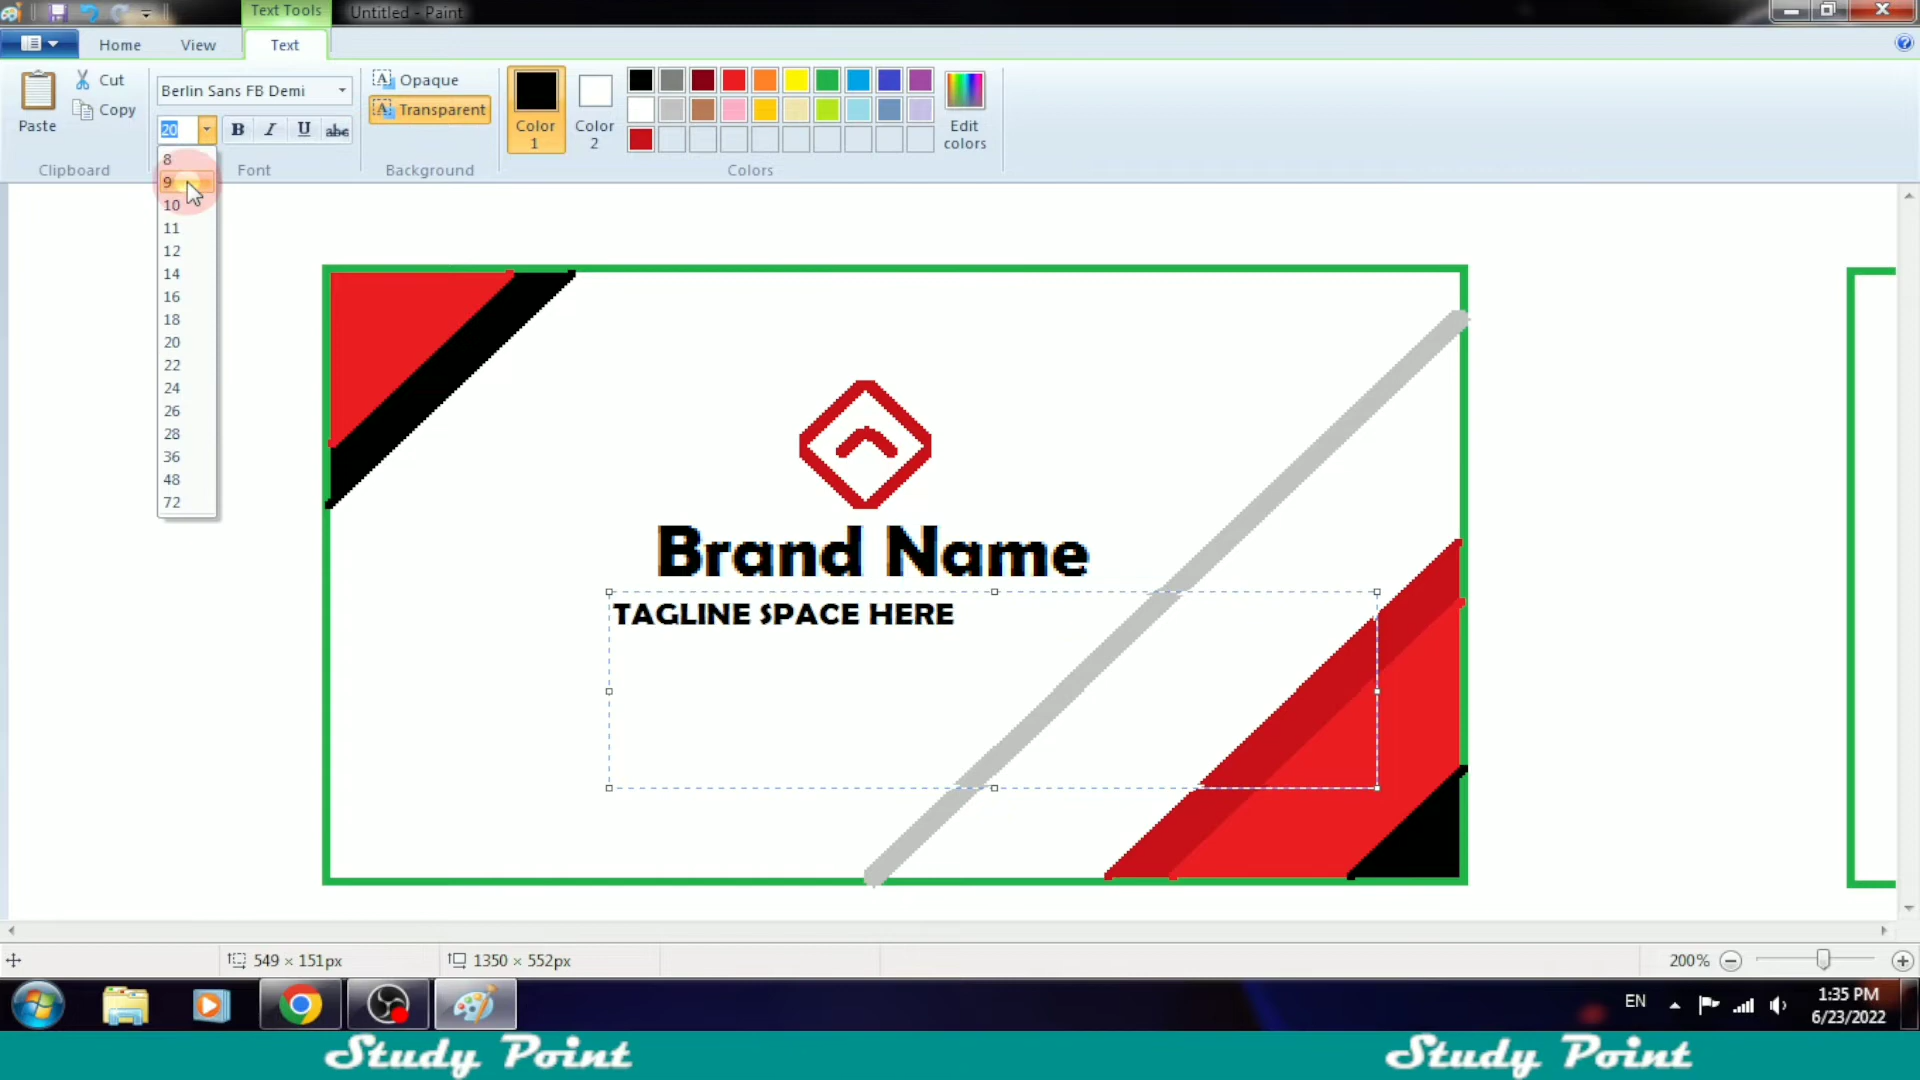 Text Tools
Untitled - Paint
Home
View
Text
Paste
Cut
Copy
Clipboard
Berlin Sans FB Demi
20
B
I
U
abc
Font
8
9
10
11
12
14
16
18
20
22
24
26
28
36
48
72
A Opaque
A Transparent
Background
Color 1
Color 2
Edit colors
Colors
Brand Name
TAGLINE SPACE HERE
549 × 151px
1350 × 552px
200%
EN
1:35 PM
6/23/2022
Study Point
Study Point